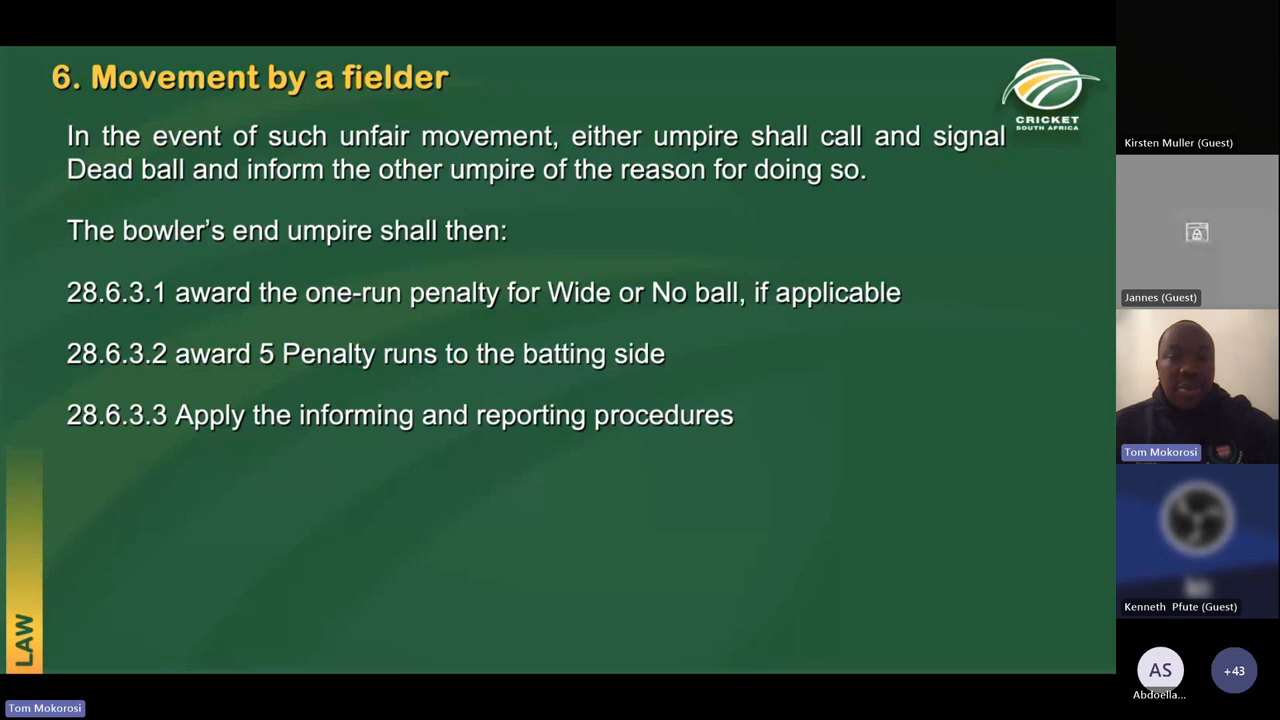 6. Movement by a fielder
CRICKET
SOUTH AFRICA
In the event of such unfair movement, either umpire shall call and signal
Dead ball and inform the other umpire of the reason for doing so.
The bowler’s end umpire shall then:
28.6.3.1 award the one-run penalty for Wide or No ball, if applicable
28.6.3.2 award 5 Penalty runs to the batting side
28.6.3.3 Apply the informing and reporting procedures
LAW
Tom Mokorosi
Kirsten Muller (Guest)
Jannes (Guest)
Tom Mokorosi
Kenneth Pfute (Guest)
AS
Abdoella...
+43